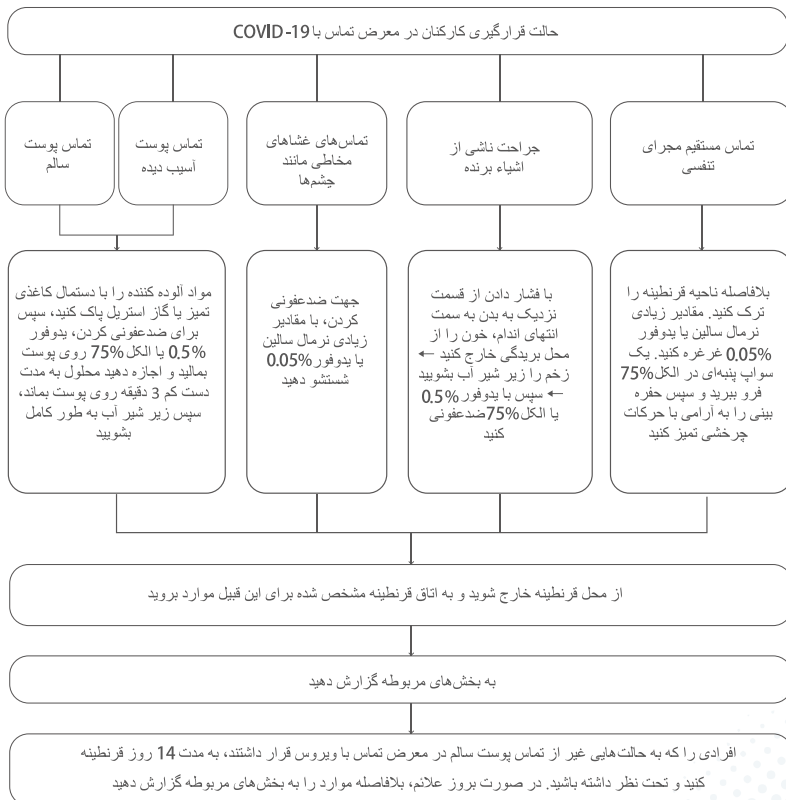 حالت قرارگیری کارکنان در معرض تماس با COVID-19
تماس مستقیم مجرای
تنفسی
جراحت ناشی از
اشیاء برنده
تماس‌های غشاهای
مخاطی مانند
چشم‌ها
تماس پوست
آسیب دیده
تماس پوست
سالم
بلافاصله ناحیه قرنطینه را
ترک کنید. مقادیر زیادی
نرمال سالین یا یدوفور
0.05% غرغره کنید. یک
سواپ پنبه‌ای در الکل 75%
فرو ببرید و سپس حفره
بینی را به آرامی با حرکات
چرخشی تمیز کنید
با فشار دادن از قسمت
نزدیک به بدن به سمت
انتهای اندام، خون را از
محل بریدگی خارج کنید ←
زخم را زیر شیر آب بشویید
← سپس با یدوفور 0.5%
یا الکل 75% ضدعفونی
کنید
جهت ضدعفونی
کردن، با مقادیر
زیادی نرمال سالین
یا یدوفور 0.05%
شستشو دهید
مواد آلوده کننده را با دستمال کاغذی
تمیز یا گاز استریل پاک کنید، سپس
برای ضدعفونی کردن، یدوفور
0.5% یا الکل 75% روی پوست
بمالید و اجازه دهید محلول به مدت
دست کم 3 دقیقه روی پوست بماند،
سپس زیر شیر آب به طور کامل
بشویید
از محل قرنطینه خارج شوید و به اتاق قرنطینه مشخص شده برای این قبیل موارد بروید
به بخش‌های مربوطه گزارش دهید
افرادی را که به حالت‌هایی غیر از تماس پوست سالم در معرض تماس با ویروس قرار داشتند، به مدت 14 روز قرنطینه
کنید و تحت نظر داشته باشید. در صورت بروز علائم، بلافاصله موارد را به بخش‌های مربوطه گزارش دهید